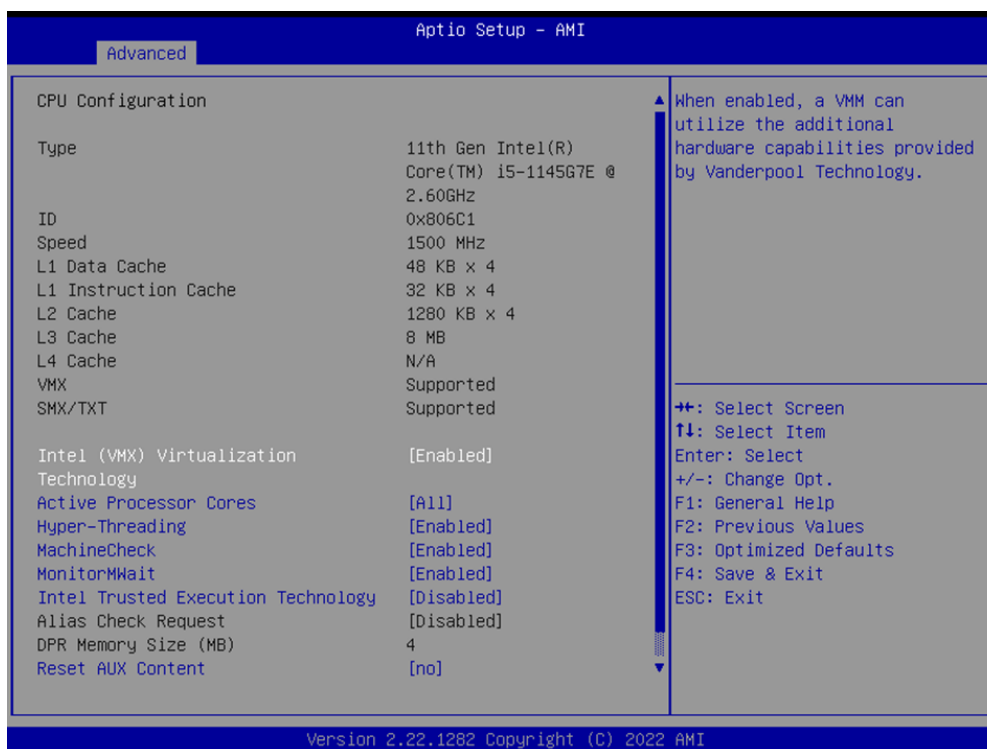 Aptio Setup - AMI
Advanced
CPU Configuration
Type 11th Gen Intel(R)
Core(TM) i5-1145G7E @
2.60GHz
ID 0x806C1
Speed 1500 MHz
L1 Data Cache 48 KB x 4
L1 Instruction Cache 32 KB x 4
L2 Cache 1280 KB x 4
L3 Cache 8 MB
L4 Cache N/A
VMX Supported
SMX/TXT Supported
Intel (VMX) Virtualization [Enabled]
Technology
Active Processor Cores [All]
Hyper-Threading [Enabled]
MachineCheck [Enabled]
MonitorMWait [Enabled]
Intel Trusted Execution Technology [Disabled]
Alias Check Request [Disabled]
DPR Memory Size (MB) 4
Reset AUX Content [no]
When enabled, a VMM can
utilize the additional
hardware capabilities provided
by Vanderpool Technology.
→←: Select Screen
↑↓: Select Item
Enter: Select
+/-: Change Opt.
F1: General Help
F2: Previous Values
F3: Optimized Defaults
F4: Save & Exit
ESC: Exit
Version 2.22.1282 Copyright (C) 2022 AMI